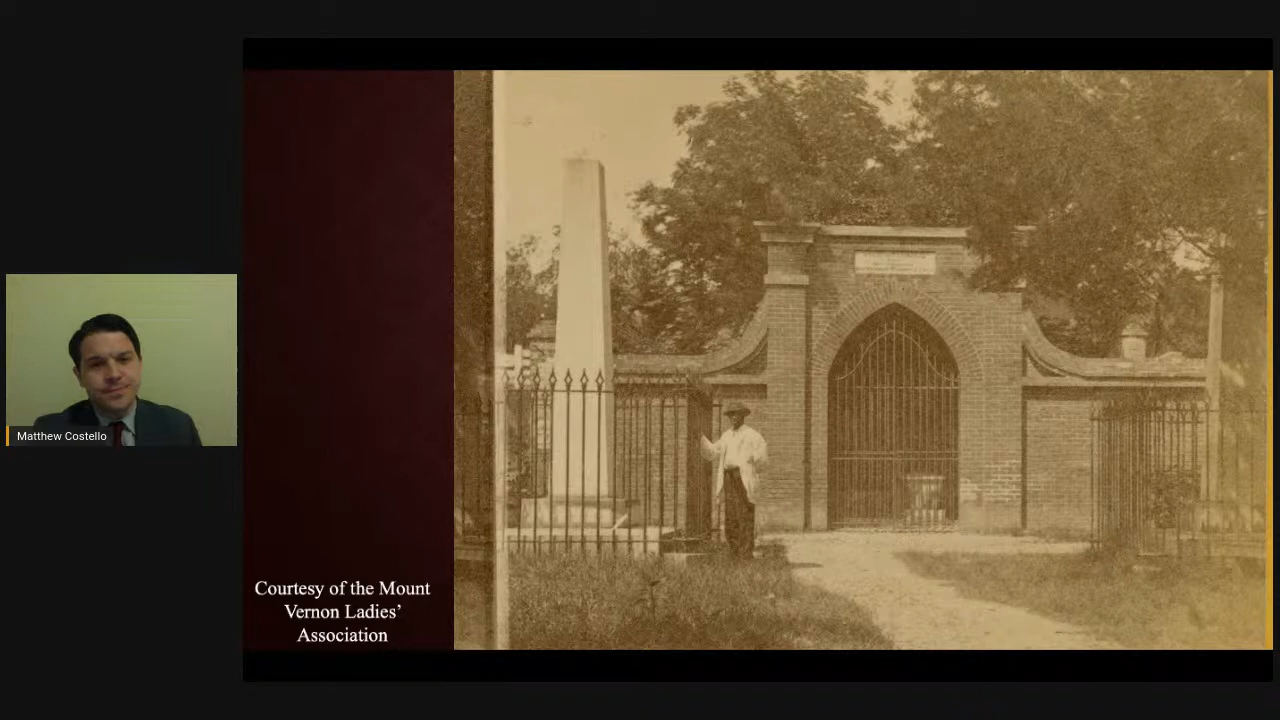 Matthew Costello
Courtesy of the Mount
Vernon Ladies'
Association